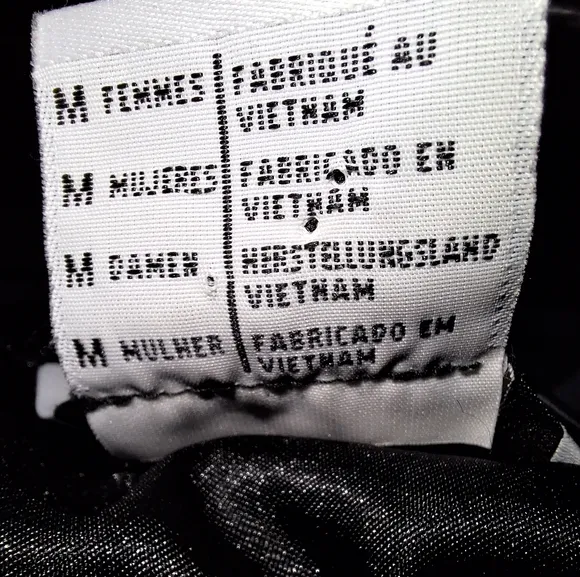 M FEMMES FABRIQUÉ AU
VIETNAM
M MUJERES FABRICADO EN
VIETNAM
M DAMEN HERSTELLUNGSLAND
VIETNAM
M MULHER FABRICADO EM
VIETNAM